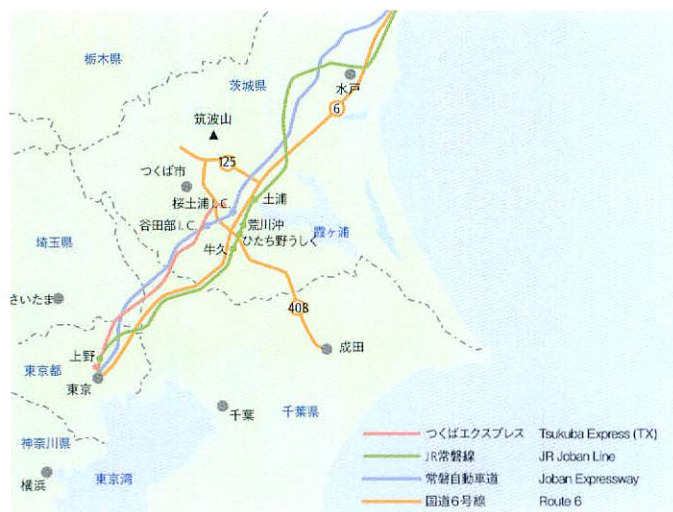 栃木県
茨城県
水戸
6
筑波山
125
つくば市
桜土浦I.C.
土浦
谷田部I.C.
荒川沖
霞ヶ浦
ひたち野うしく
牛久
埼玉県
さいたま
408
上野
成田
東京都
東京
千葉
千葉県
神奈川県
横浜
東京湾
つくばエクスプレス Tsukuba Express (TX)
JR常磐線 JR Joban Line
常磐自動車道 Joban Expressway
国道6号線 Route 6